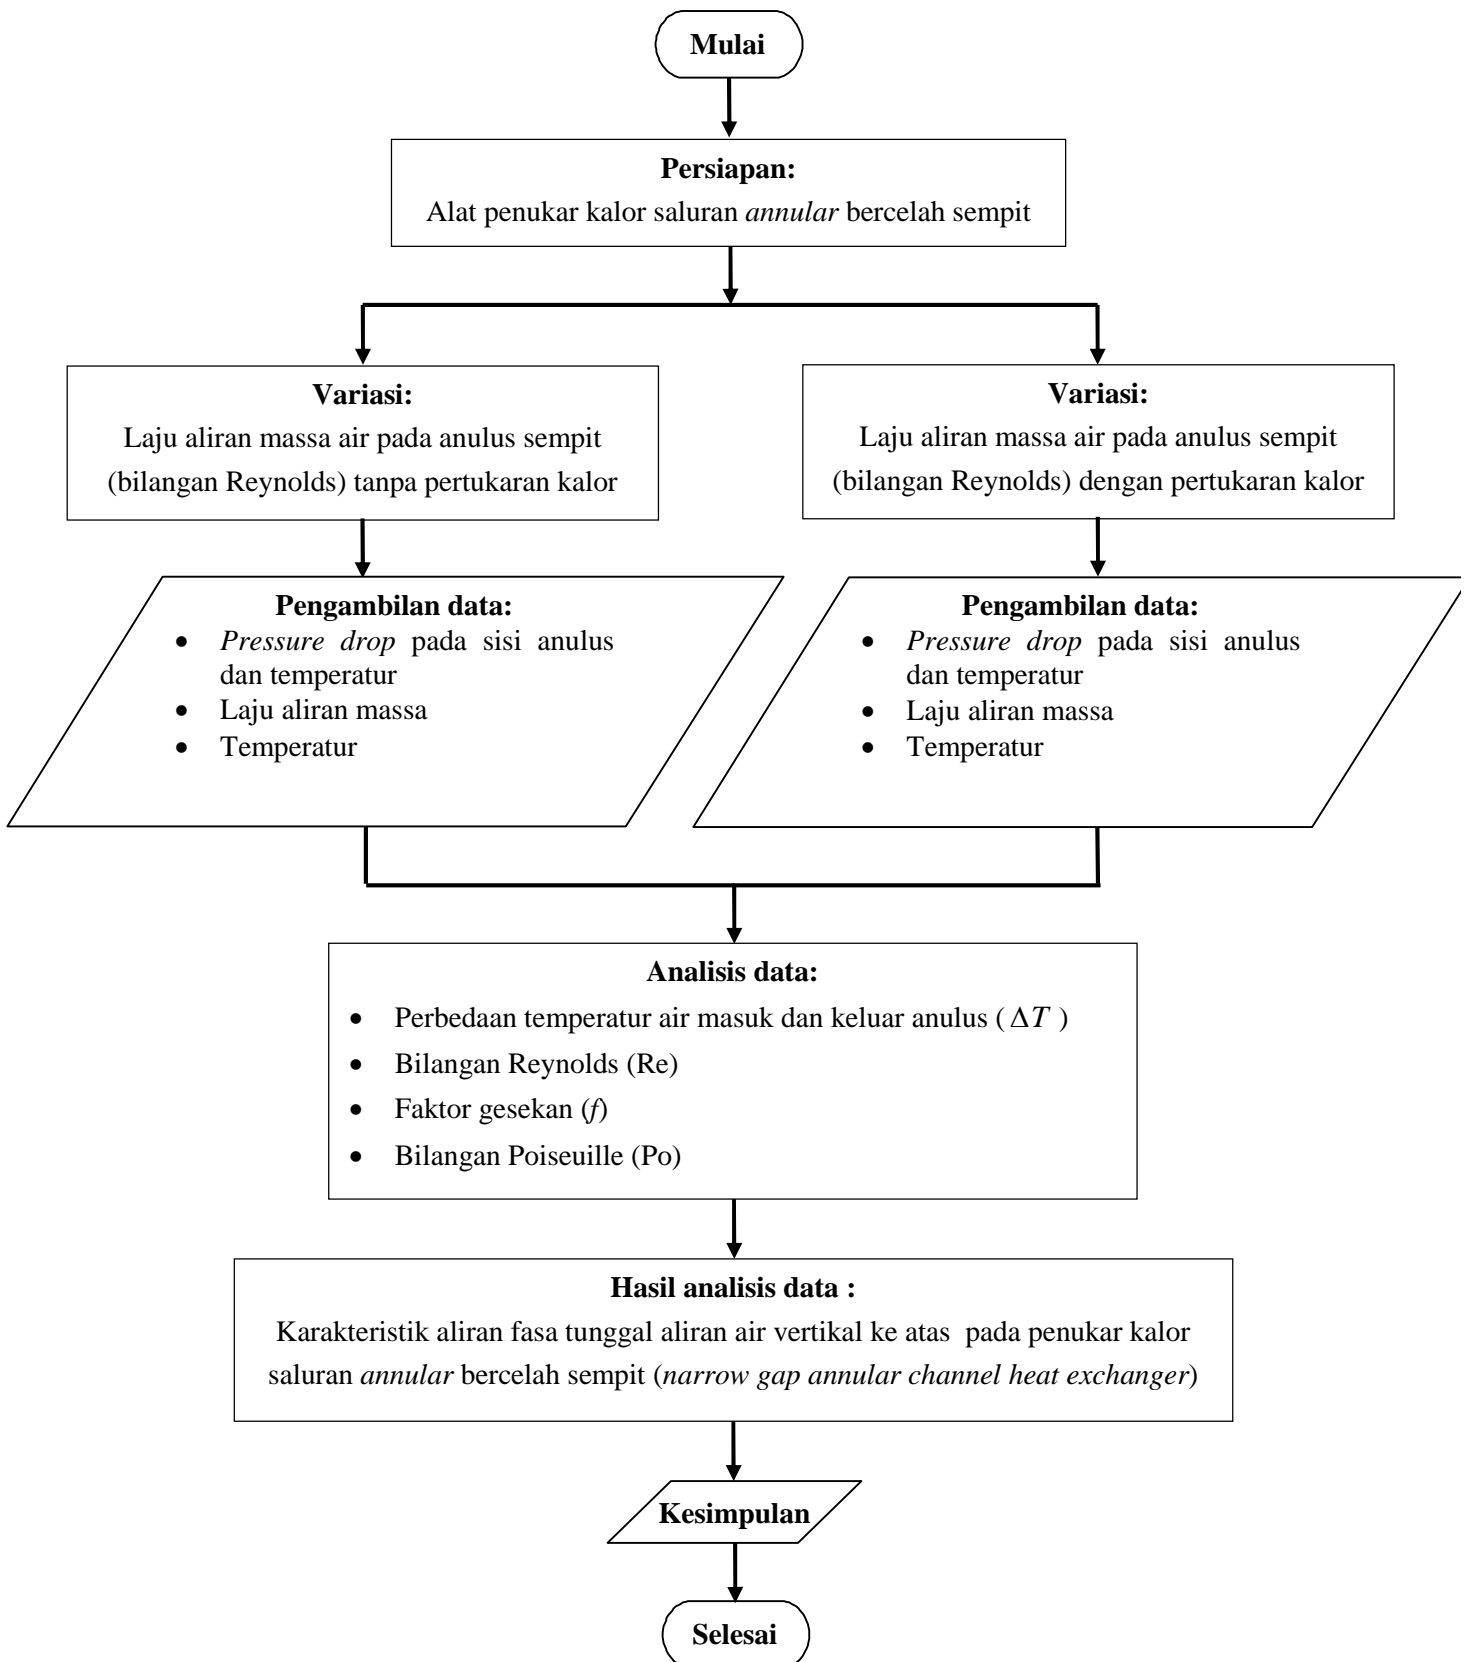 Mulai
Persiapan:
Alat penukar kalor saluran annular bercelah sempit
Variasi:
Laju aliran massa air pada anulus sempit
(bilangan Reynolds) tanpa pertukaran kalor
Variasi:
Laju aliran massa air pada anulus sempit
(bilangan Reynolds) dengan pertukaran kalor
Pengambilan data:
• Pressure drop pada sisi anulus
dan temperatur
• Laju aliran massa
• Temperatur
Pengambilan data:
• Pressure drop pada sisi anulus
dan temperatur
• Laju aliran massa
• Temperatur
Analisis data:
• Perbedaan temperatur air masuk dan keluar anulus ( ΔT )
• Bilangan Reynolds (Re)
• Faktor gesekan (f)
• Bilangan Poiseuille (Po)
Hasil analisis data :
Karakteristik aliran fasa tunggal aliran air vertikal ke atas pada penukar kalor
saluran annular bercelah sempit (narrow gap annular channel heat exchanger)
Kesimpulan
Selesai